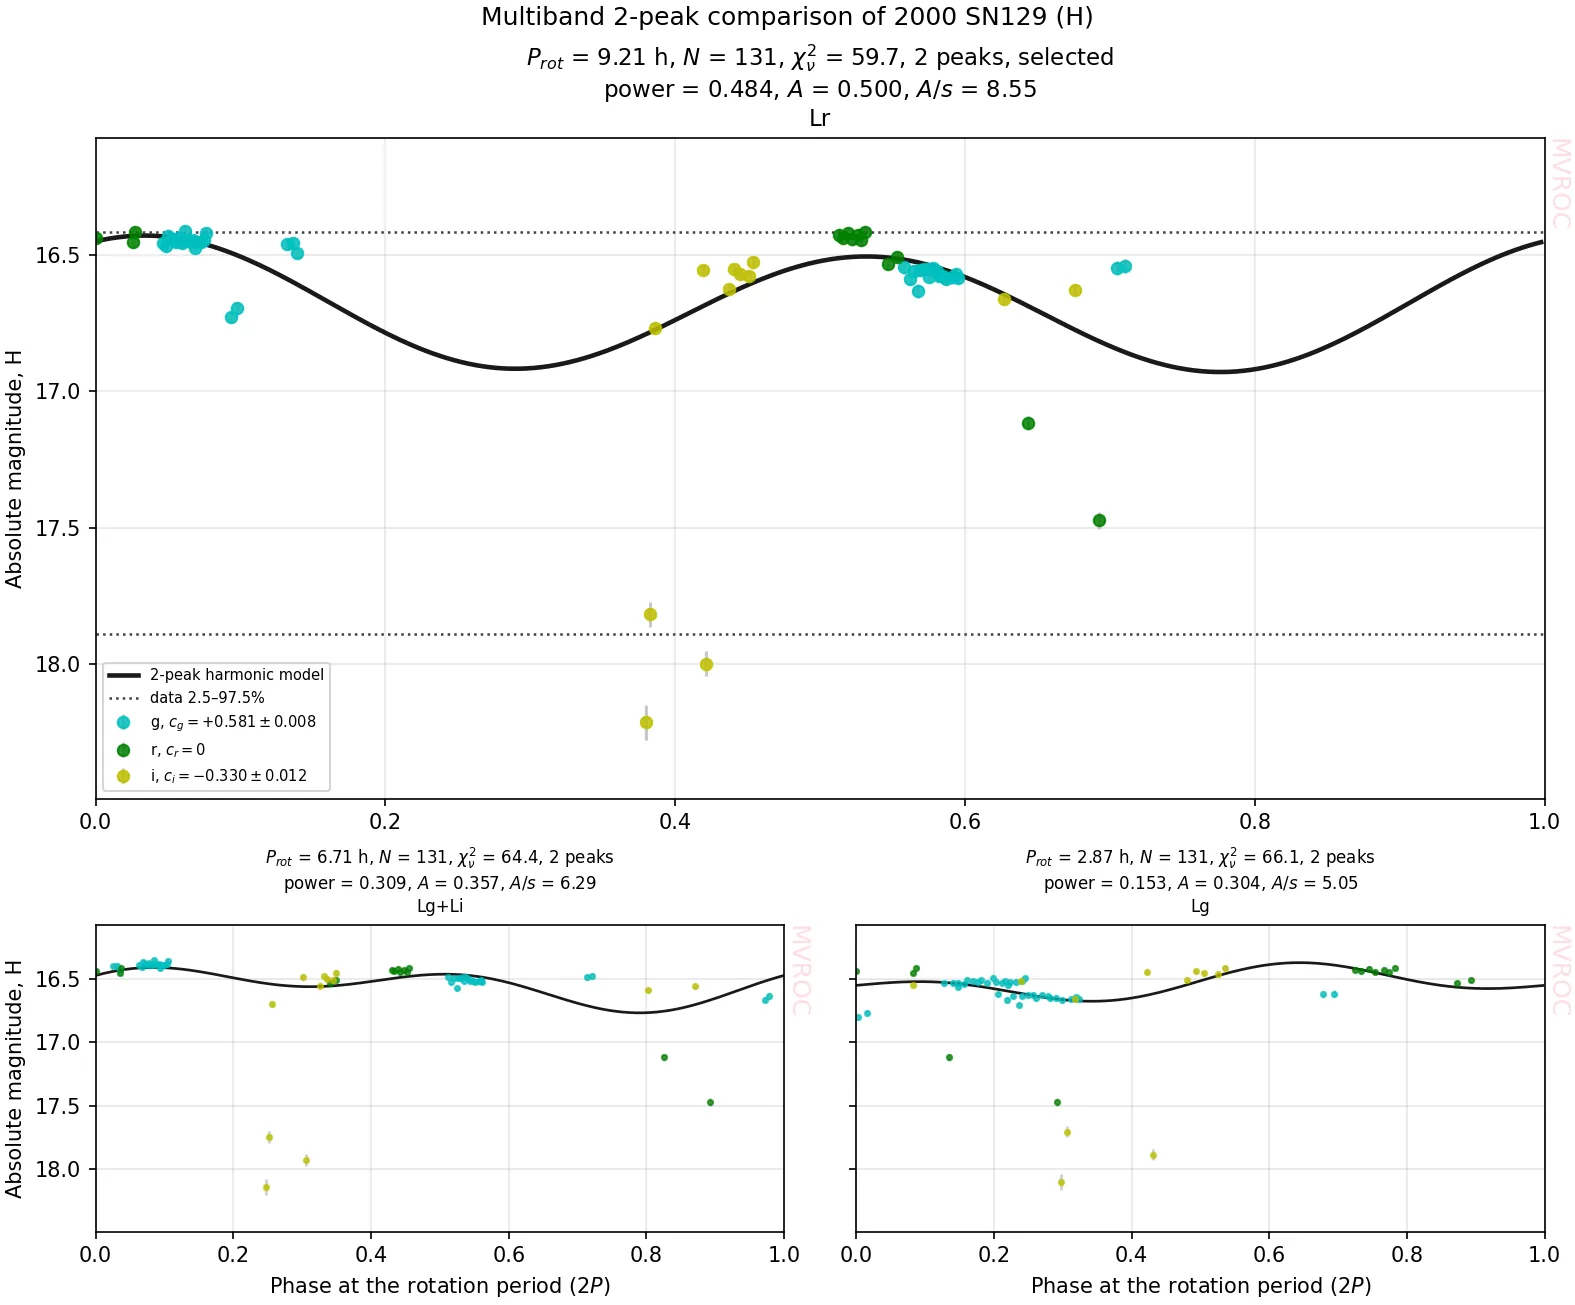 Multiband 2-peak comparison of 2000 SN129 (H)
P_rot = 9.21 h, N = 131, χ²_ν = 59.7, 2 peaks, selected
power = 0.484, A = 0.500, A/s = 8.55
Lr
MVROC
16.5
17.0
17.5
18.0
Absolute magnitude, H
2-peak harmonic model
data 2.5–97.5%
g, c_g = +0.581 ± 0.008
r, c_r = 0
i, c_i = −0.330 ± 0.012
0.0 0.2 0.4 0.6 0.8 1.0
P_rot = 6.71 h, N = 131, χ²_ν = 64.4, 2 peaks
power = 0.309, A = 0.357, A/s = 6.29
Lg+Li
MVROC
16.5
17.0
17.5
18.0
Absolute magnitude, H
0.0 0.2 0.4 0.6 0.8 1.0
Phase at the rotation period (2P)
P_rot = 2.87 h, N = 131, χ²_ν = 66.1, 2 peaks
power = 0.153, A = 0.304, A/s = 5.05
Lg
MVROC
0.0 0.2 0.4 0.6 0.8 1.0
Phase at the rotation period (2P)